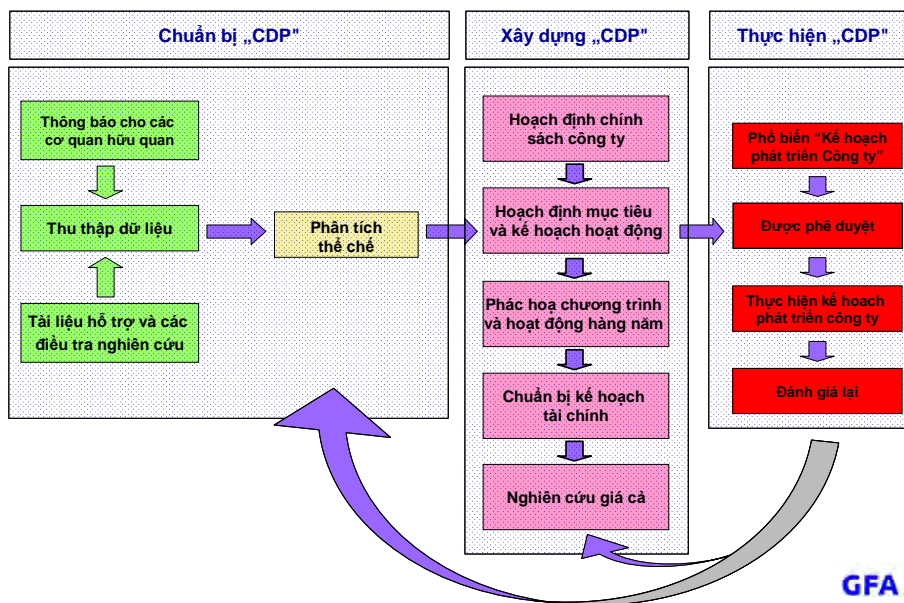 Chuẩn bị „CDP"
Thông báo cho các
cơ quan hữu quan
Thu thập dữ liệu
Tài liệu hỗ trợ và các
điều tra nghiên cứu
Phân tích
thể chế
Xây dựng „CDP"
Hoạch định chính
sách công ty
Hoạch định mục tiêu
và kế hoạch hoạt động
Phác hoạ chương trình
và hoạt động hàng năm
Chuẩn bị kế hoạch
tài chính
Nghiên cứu giá cả
Thực hiện „CDP"
Phổ biến “Kế hoạch
phát triển Công ty”
Được phê duyệt
Thực hiện kế hoach
phát triển công ty
Đánh giá lại
GFA